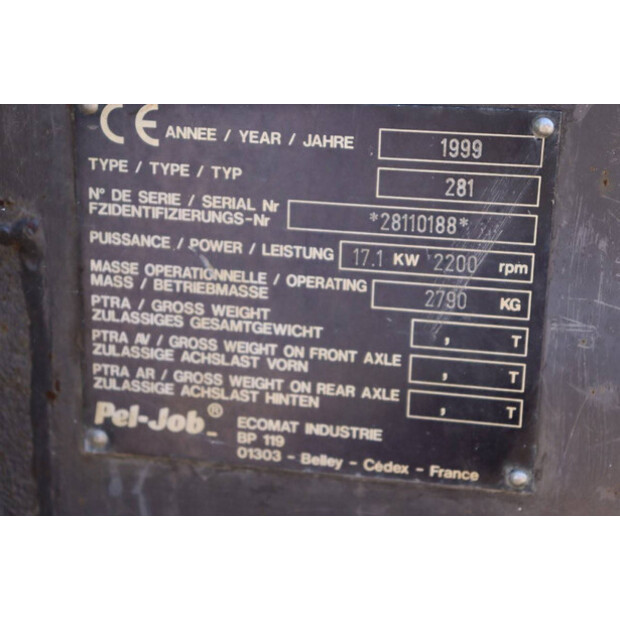 CE ANNEE / YEAR / JAHRE 1999
TYPE / TYPE / TYP 281
N° DE SERIE / SERIAL Nr
FZIDENTIFIZIERUNGS-Nr *28110188*
PUISSANCE / POWER / LEISTUNG 17.1 KW 2200 rpm
MASSE OPERATIONNELLE / OPERATING
MASS / BETRIEBMASSE 2790 KG
PTRA / GROSS WEIGHT
ZULASSIGES GESAMTGEWICHT , T
PTRA AV / GROSS WEIGHT ON FRONT AXLE
ZULASSIGE ACHSLAST VORN , T
PTRA AR / GROSS WEIGHT ON REAR AXLE
ZULASSIGE ACHSLAST HINTEN , T
Pel-Job® ECOMAT INDUSTRIE
BP 119
01303 - Belley - Cédex - France